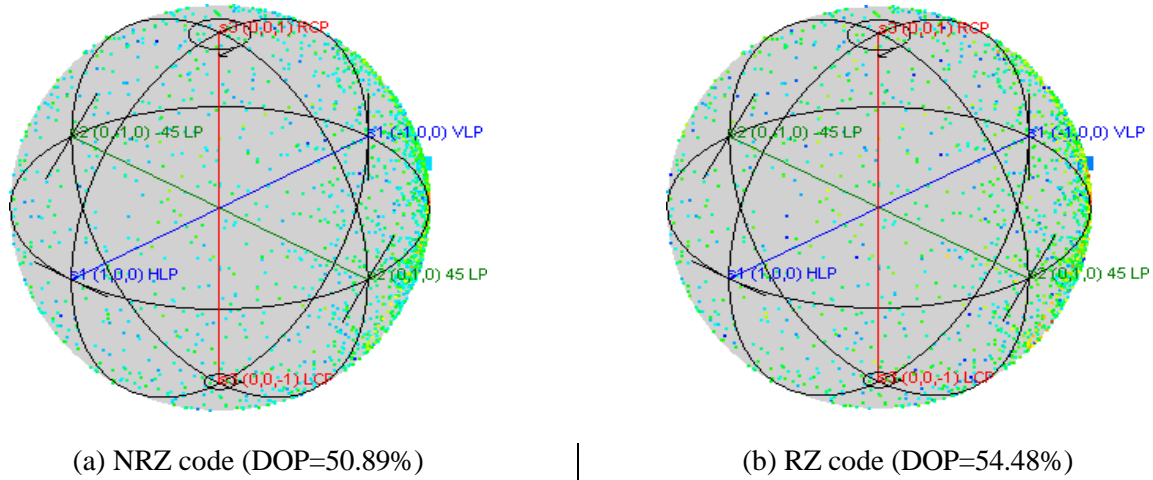 s3 (0,0,1) RCP
s2 (0,-1,0) -45 LP
s1 (-1,0,0) VLP
s1 (1,0,0) HLP
s2 (0,1,0) 45 LP
s3 (0,0,-1) LCP
s3 (0,0,1) RCP
s2 (0,-1,0) -45 LP
s1 (-1,0,0) VLP
s1 (1,0,0) HLP
s2 (0,1,0) 45 LP
s3 (0,0,-1) LCP
(a) NRZ code (DOP=50.89%)
(b) RZ code (DOP=54.48%)